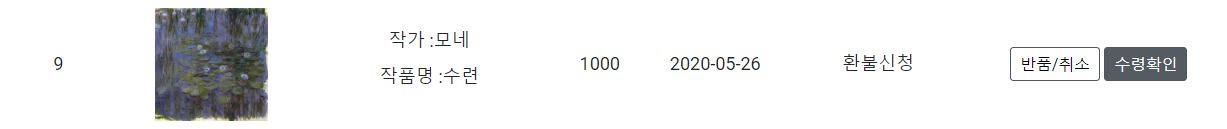 9
작가 :모네
작품명 :수련
1000
2020-05-26
환불신청
반품/취소
수령확인